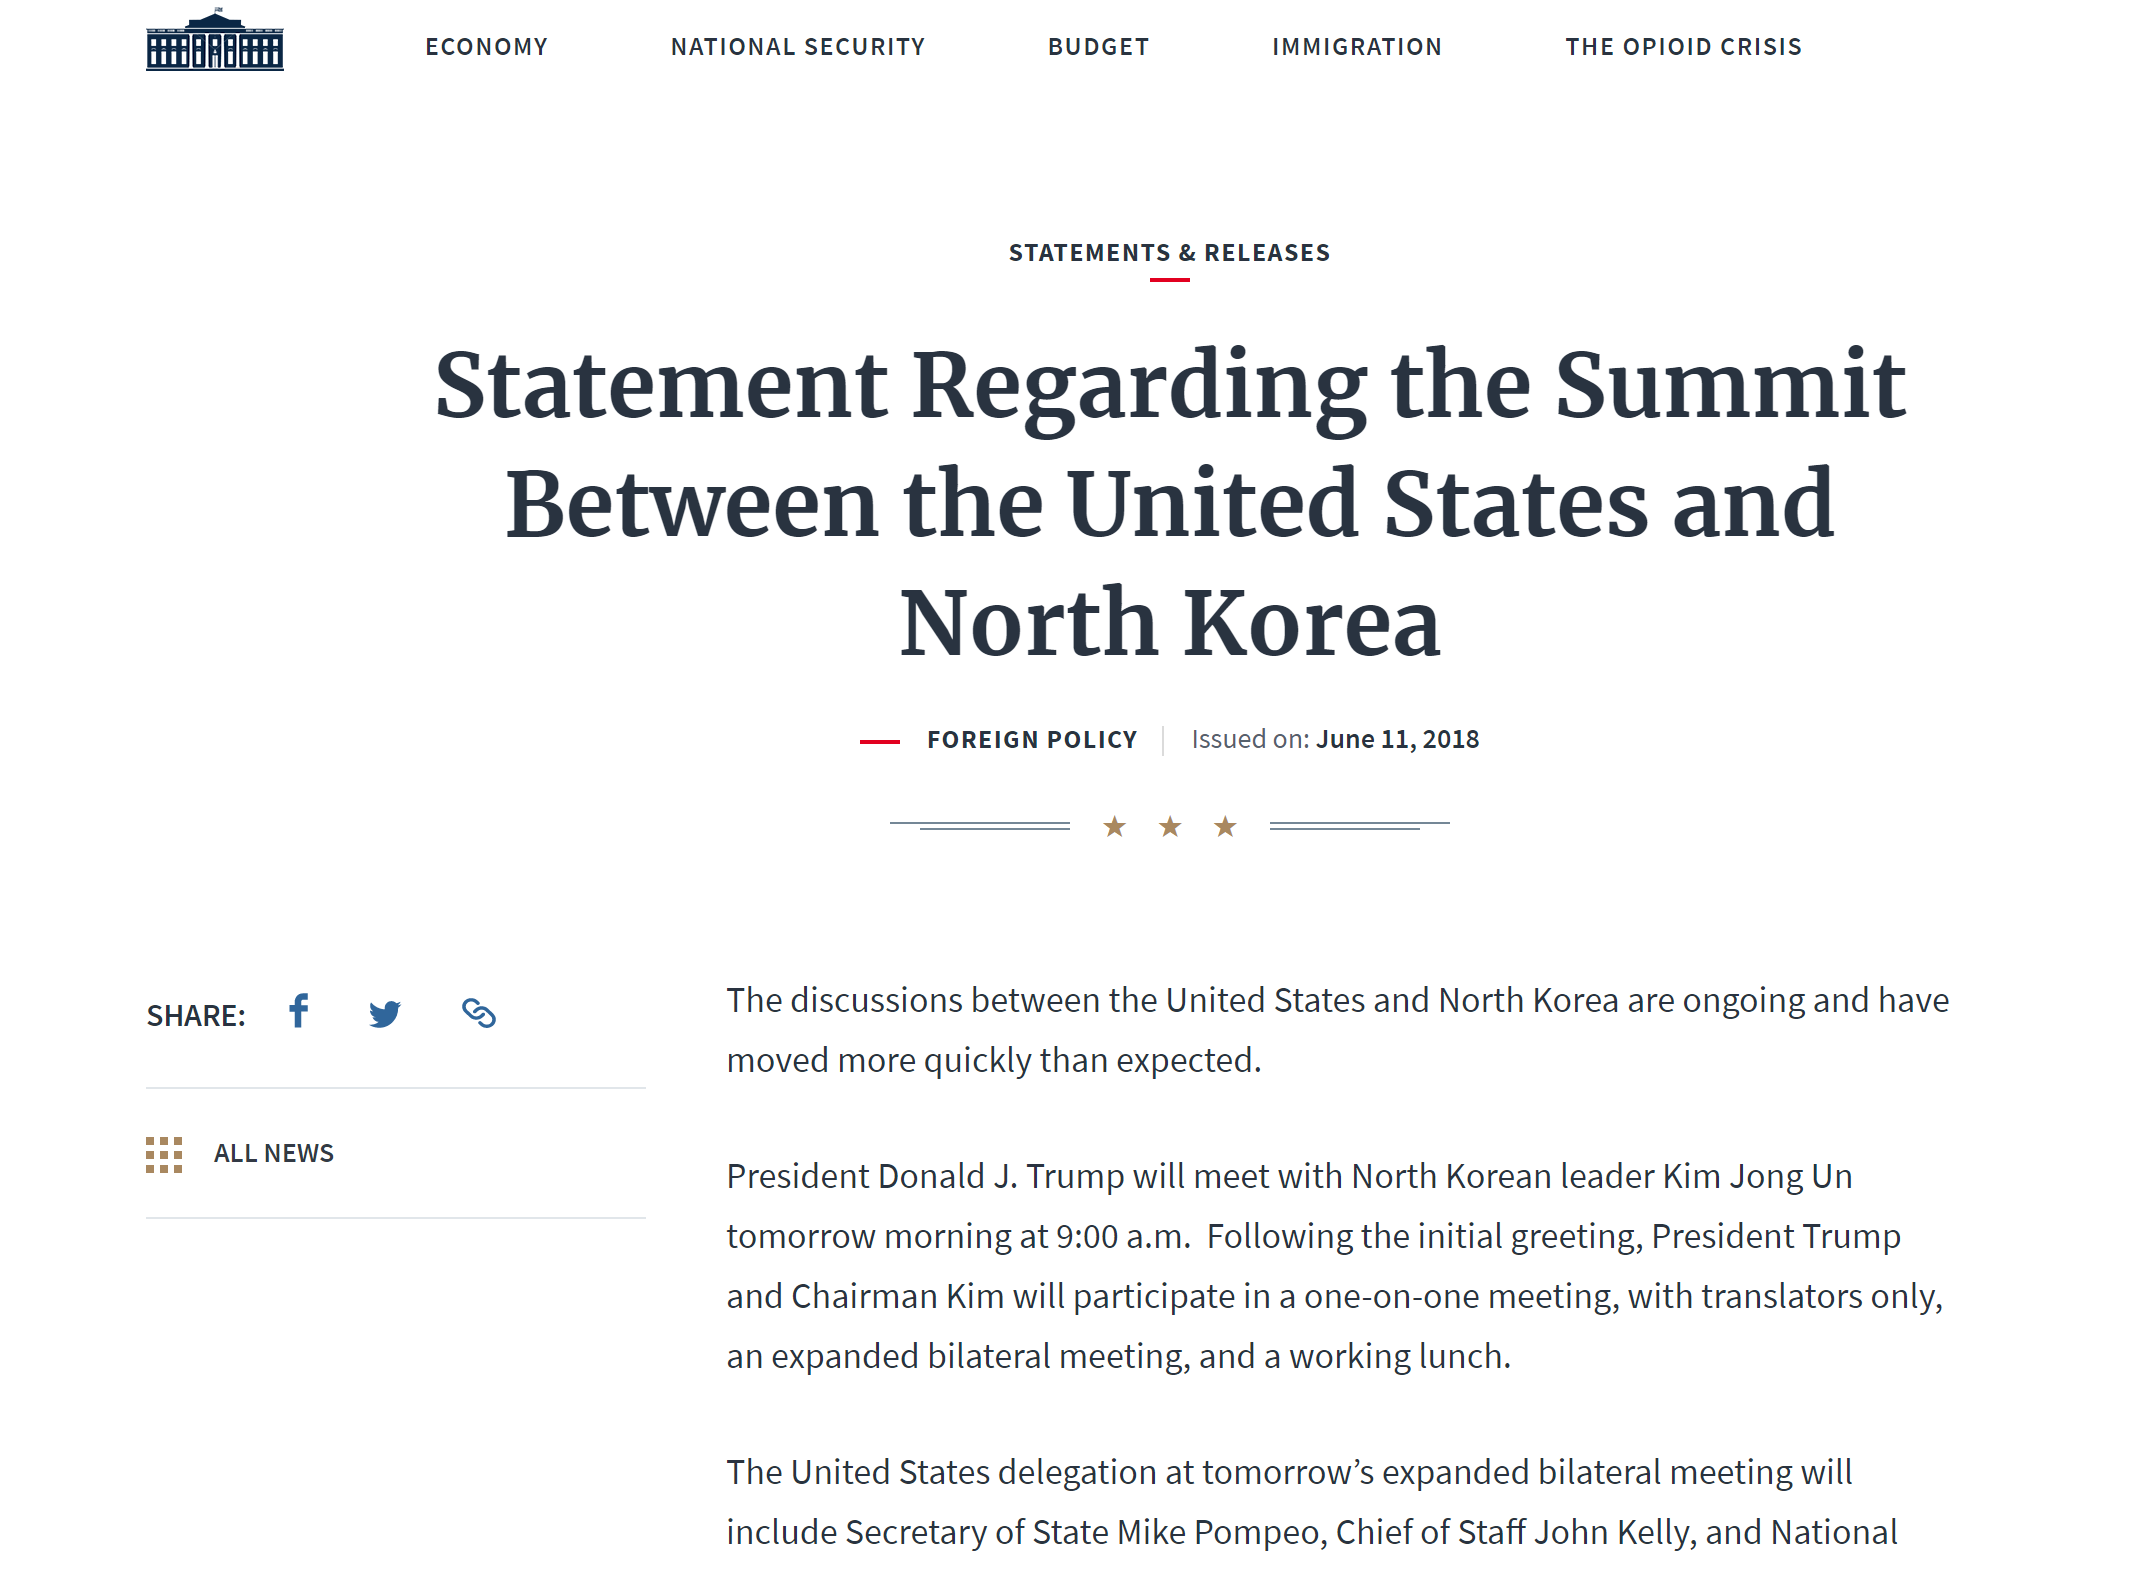 ECONOMY NATIONAL SECURITY BUDGET IMMIGRATION THE OPIOID CRISIS
STATEMENTS & RELEASES
Statement Regarding the Summit
Between the United States and
North Korea
FOREIGN POLICY Issued on: June 11, 2018
SHARE:
ALL NEWS
The discussions between the United States and North Korea are ongoing and have
moved more quickly than expected.
President Donald J. Trump will meet with North Korean leader Kim Jong Un
tomorrow morning at 9:00 a.m.  Following the initial greeting, President Trump
and Chairman Kim will participate in a one-on-one meeting, with translators only,
an expanded bilateral meeting, and a working lunch.
The United States delegation at tomorrow’s expanded bilateral meeting will
include Secretary of State Mike Pompeo, Chief of Staff John Kelly, and National